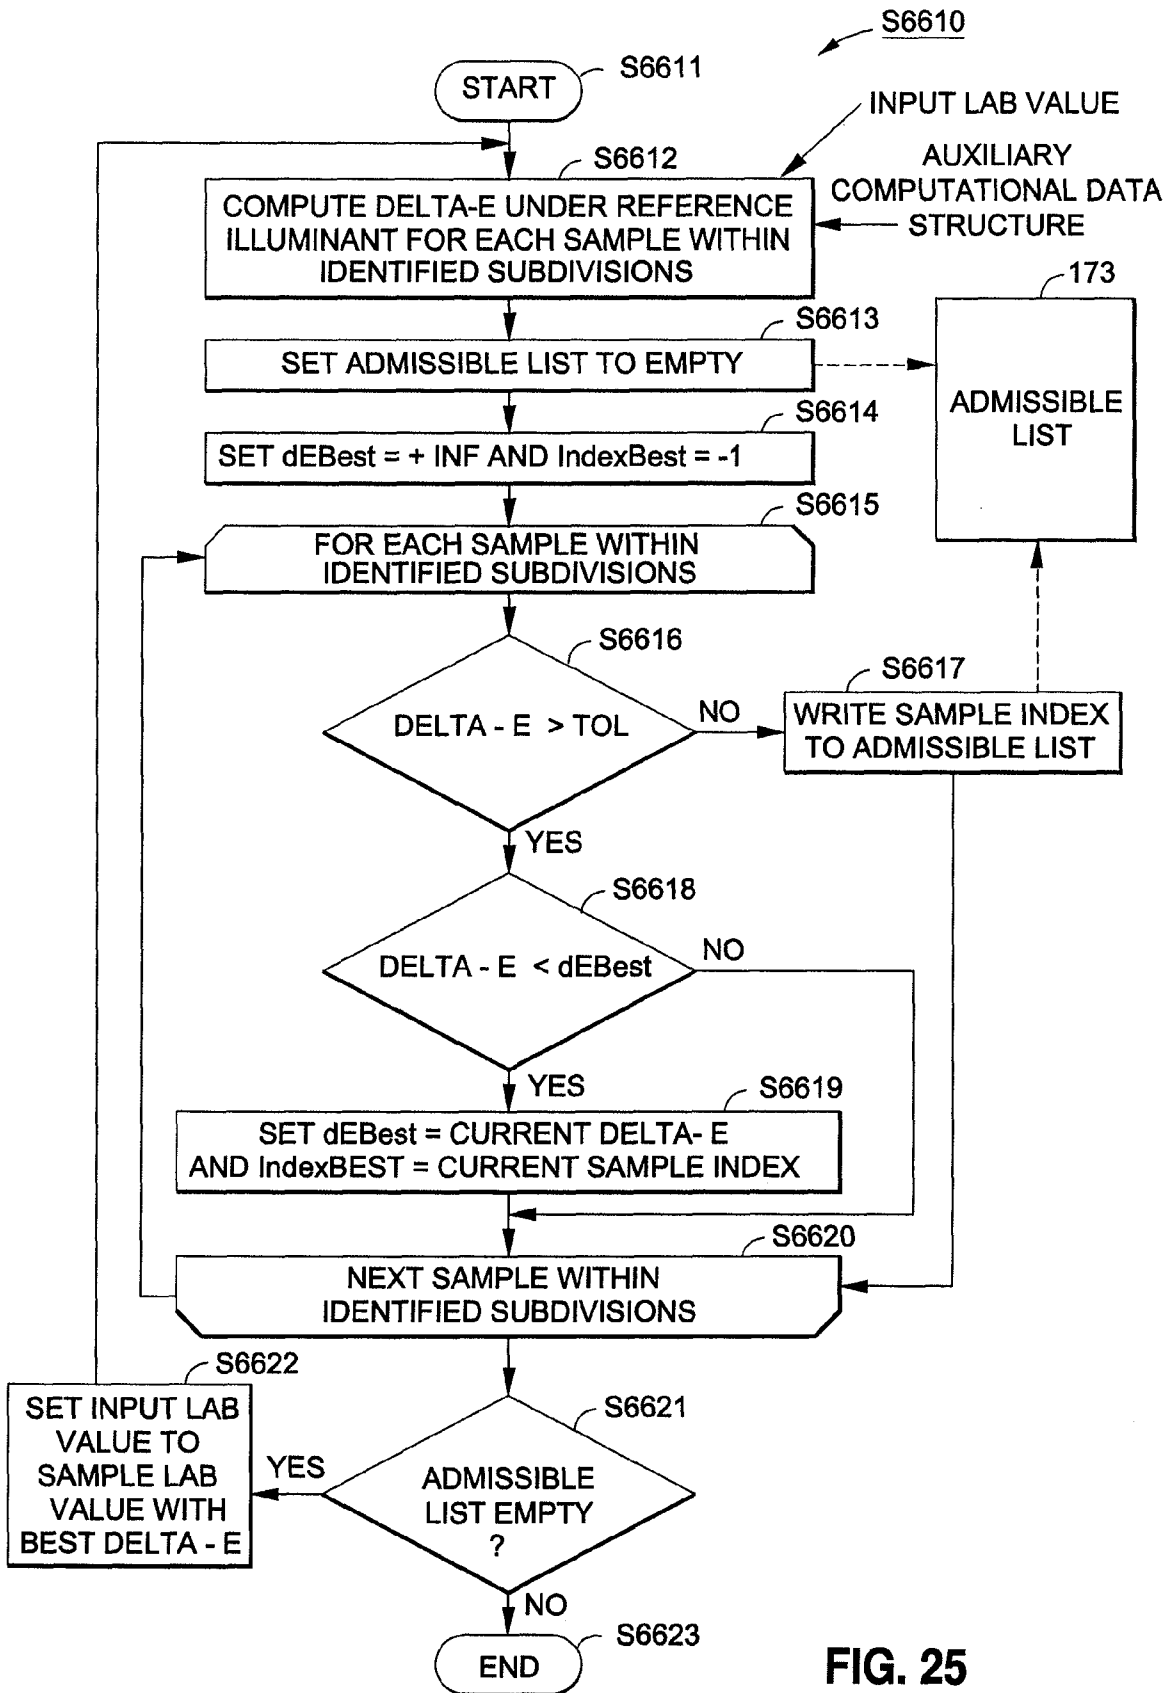 S6610
START
S6611
INPUT LAB VALUE
S6612
AUXILIARY
COMPUTATIONAL DATA
STRUCTURE
COMPUTE DELTA-E UNDER REFERENCE
ILLUMINANT FOR EACH SAMPLE WITHIN
IDENTIFIED SUBDIVISIONS
173
S6613
SET ADMISSIBLE LIST TO EMPTY
ADMISSIBLE
LIST
S6614
SET dEBest = + INF AND IndexBest = -1
S6615
FOR EACH SAMPLE WITHIN
IDENTIFIED SUBDIVISIONS
S6616
DELTA - E > TOL
NO
S6617
WRITE SAMPLE INDEX
TO ADMISSIBLE LIST
YES
S6618
DELTA - E < dEBest
NO
YES
S6619
SET dEBest = CURRENT DELTA- E
AND IndexBEST = CURRENT SAMPLE INDEX
S6620
NEXT SAMPLE WITHIN
IDENTIFIED SUBDIVISIONS
S6622
SET INPUT LAB
VALUE TO
SAMPLE LAB
VALUE WITH
BEST DELTA - E
YES
S6621
ADMISSIBLE
LIST EMPTY
?
NO
S6623
END
FIG. 25